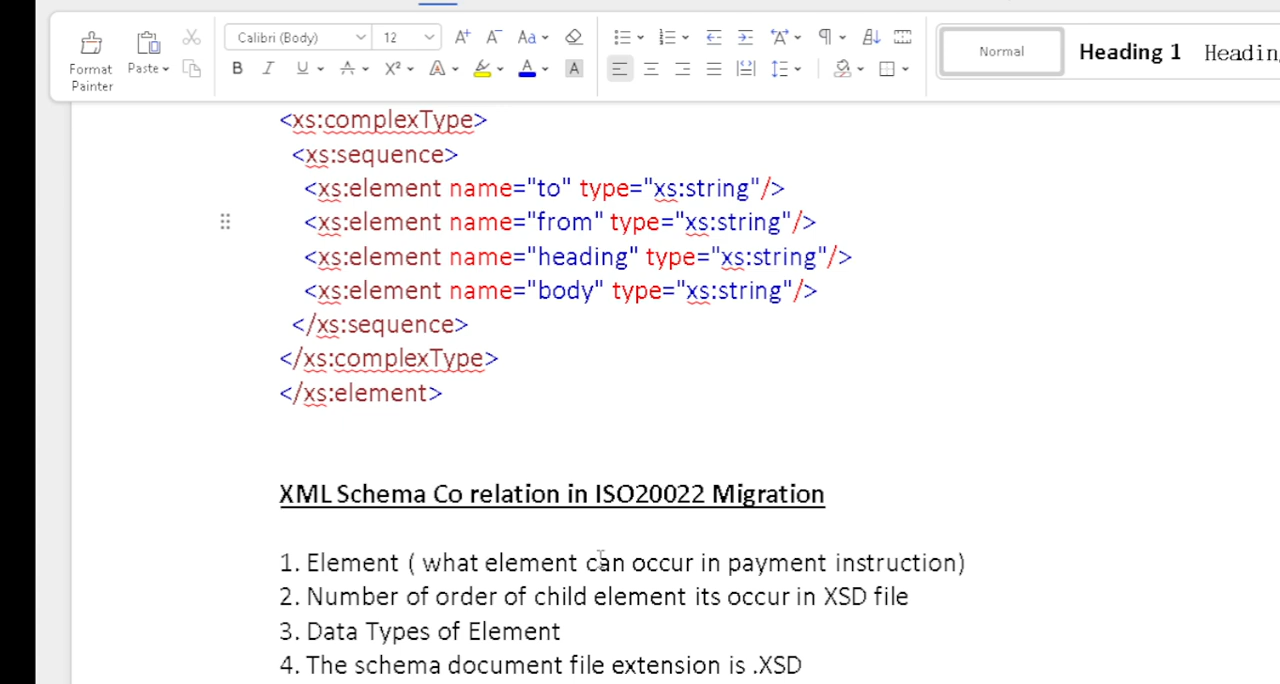 Calibri (Body) 12 A+ A- Aa Normal Heading 1 Headin
Format Painter Paste B I U A X² A A A
<xs:complexType>
<xs:sequence>
<xs:element name="to" type="xs:string"/>
<xs:element name="from" type="xs:string"/>
<xs:element name="heading" type="xs:string"/>
<xs:element name="body" type="xs:string"/>
</xs:sequence>
</xs:complexType>
</xs:element>
XML Schema Co relation in ISO20022 Migration
1. Element ( what element can occur in payment instruction)
2. Number of order of child element its occur in XSD file
3. Data Types of Element
4. The schema document file extension is .XSD